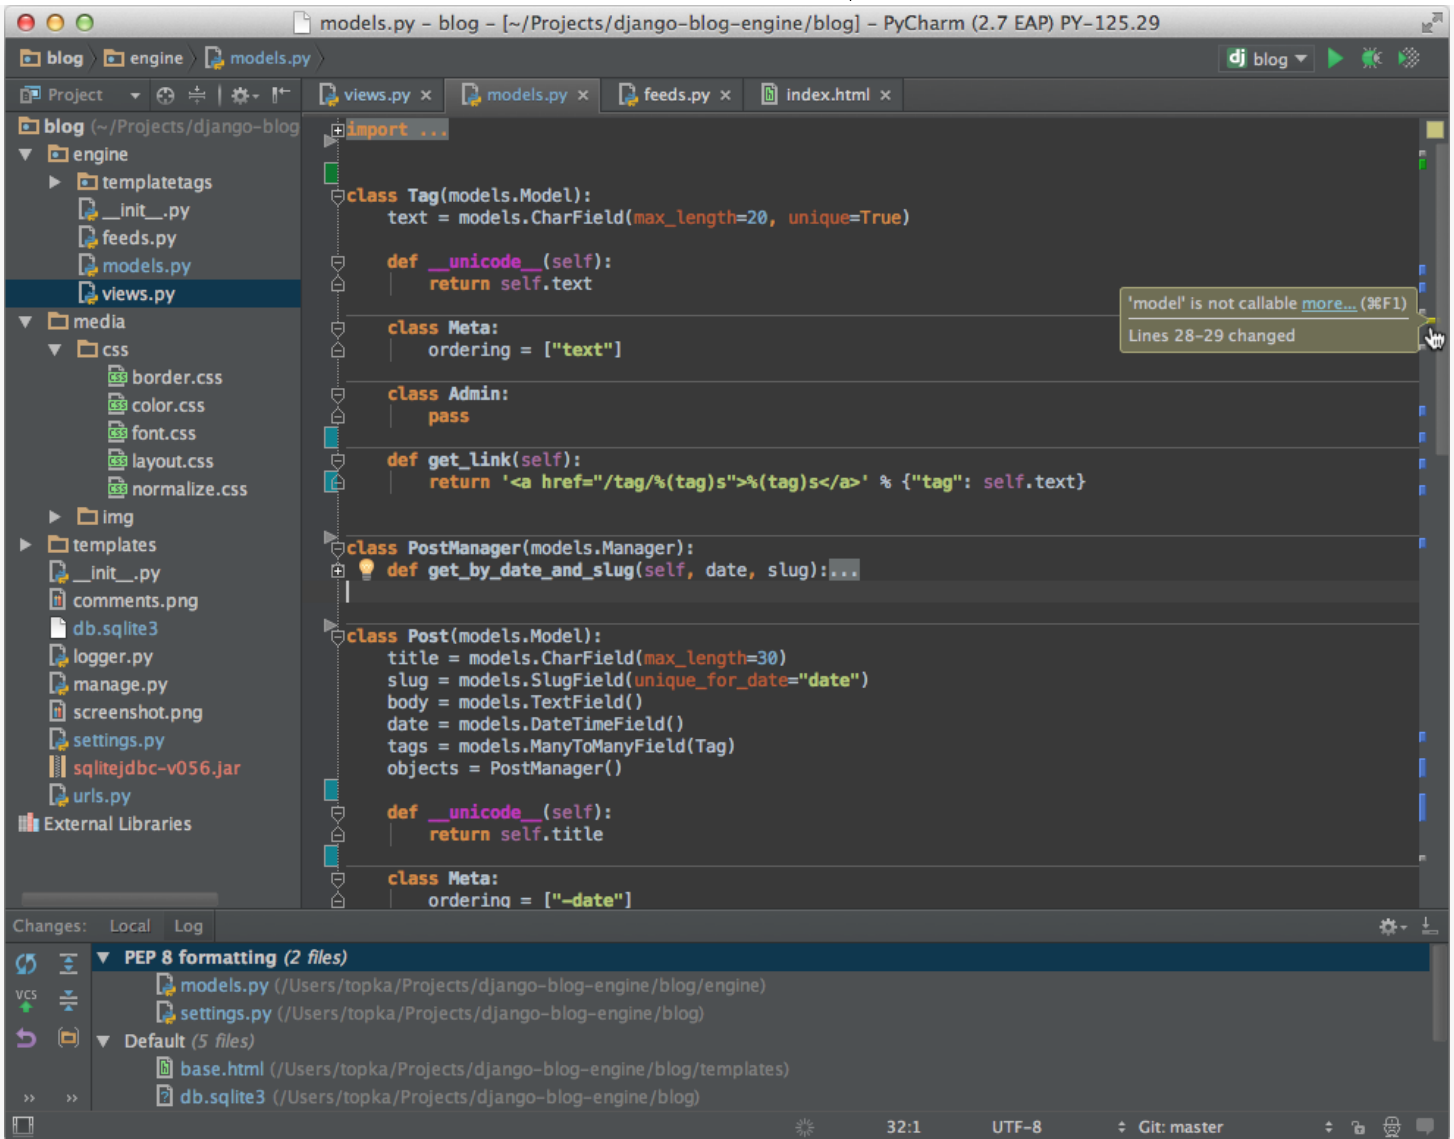 models.py – blog – [~/Projects/django-blog-engine/blog] – PyCharm (2.7 EAP) PY-125.29
blog engine models.py
dj blog
Project
views.py × models.py × feeds.py × index.html ×
blog (~/Projects/django-blog
engine
templatetags
__init__.py
feeds.py
models.py
views.py
media
css
border.css
color.css
font.css
layout.css
normalize.css
img
templates
__init__.py
comments.png
db.sqlite3
logger.py
manage.py
screenshot.png
settings.py
sqlitejdbc-v056.jar
urls.py
External Libraries
import ...
class Tag(models.Model):
text = models.CharField(max_length=20, unique=True)
def __unicode__(self):
return self.text
class Meta:
ordering = ["text"]
class Admin:
pass
def get_link(self):
return '<a href="/tag/%(tag)s">%(tag)s</a>' % {"tag": self.text}
class PostManager(models.Manager):
def get_by_date_and_slug(self, date, slug):...
class Post(models.Model):
title = models.CharField(max_length=30)
slug = models.SlugField(unique_for_date="date")
body = models.TextField()
date = models.DateTimeField()
tags = models.ManyToManyField(Tag)
objects = PostManager()
def __unicode__(self):
return self.title
class Meta:
ordering = ["-date"]
'model' is not callable more... (⌘F1)
Lines 28–29 changed
Changes: Local Log
VCS
PEP 8 formatting (2 files)
models.py (/Users/topka/Projects/django-blog-engine/blog/engine)
settings.py (/Users/topka/Projects/django-blog-engine/blog)
Default (5 files)
base.html (/Users/topka/Projects/django-blog-engine/blog/templates)
db.sqlite3 (/Users/topka/Projects/django-blog-engine/blog)
32:1 UTF-8 Git: master